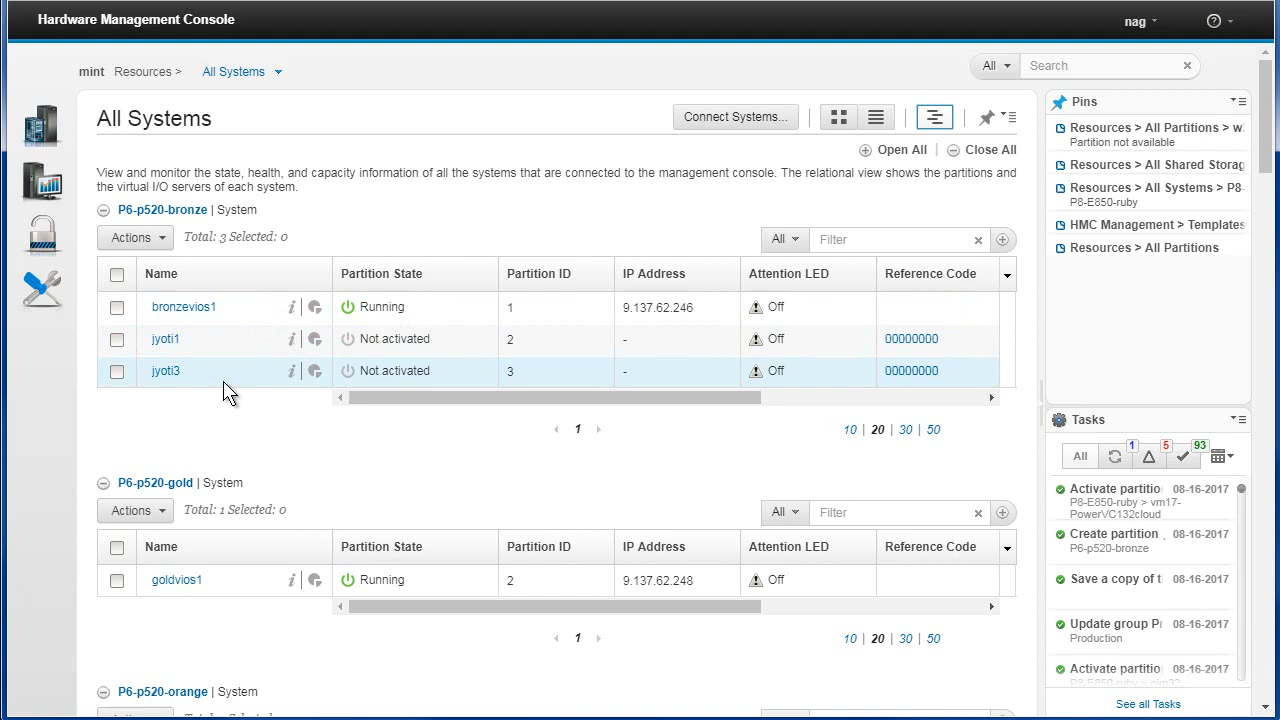 Hardware Management Console
nag
mint Resources > All Systems
All Search
All Systems
Connect Systems...
Open All | Close All
View and monitor the state, health, and capacity information of all the systems that are connected to the management console. The relational view shows the partitions and
the virtual I/O servers of each system.
P6-p520-bronze | System
Actions Total: 3 Selected: 0 All Filter
Name Partition State Partition ID IP Address Attention LED Reference Code
bronzevios1 Running 1 9.137.62.246 Off
jyoti1 Not activated 2 - Off 00000000
jyoti3 Not activated 3 - Off 00000000
1 10 | 20 | 30 | 50
P6-p520-gold | System
Actions Total: 1 Selected: 0 All Filter
Name Partition State Partition ID IP Address Attention LED Reference Code
goldvios1 Running 2 9.137.62.248 Off
1 10 | 20 | 30 | 50
P6-p520-orange | System
Pins
Resources > All Partitions > w
Partition not available
Resources > All Shared Storag
Resources > All Systems > P8-
P8-E850-ruby
HMC Management > Templates
Resources > All Partitions
Tasks
All 1 5 93
Activate partitio 08-16-2017
P8-E850-ruby > vm17-
PowerVC132cloud
Create partition 08-16-2017
P6-p520-bronze
Save a copy of t 08-16-2017
Update group P 08-16-2017
Production
Activate partitio 08-16-2017
See all Tasks